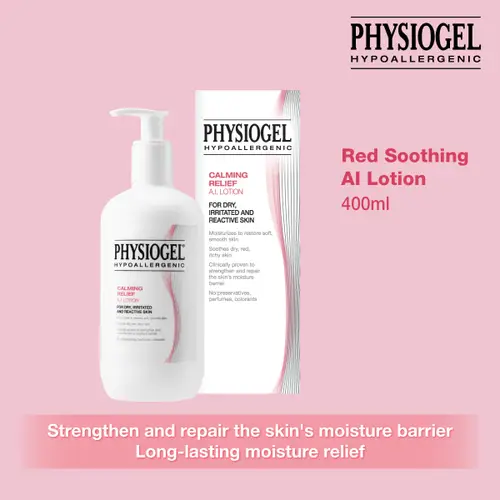 PHYSIOGEL
HYPOALLERGENIC
PHYSIOGEL
HYPOALLERGENIC
CALMING
RELIEF
A.I. LOTION
FOR DRY,
IRRITATED AND
REACTIVE SKIN
Moisturizes to restore soft,
smooth skin
Soothes dry, red,
itchy skin
Clinically proven to
strengthen and repair
the skin's moisture
barrier
No preservatives,
perfumes, colorants
PHYSIOGEL®
HYPOALLERGENIC
CALMING
RELIEF
A.I. LOTION
FOR DRY, IRRITATED
AND REACTIVE SKIN
Red Soothing
AI Lotion
400ml
Strengthen and repair the skin's moisture barrier
Long-lasting moisture relief